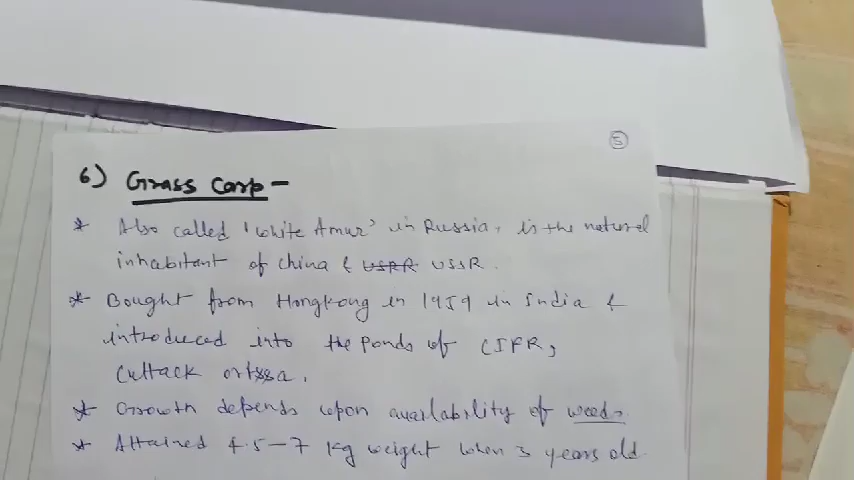 5
6) Grass Carp -
* Also called 'White Amur' in Russia, is the natural
inhabitant of China & USRR USSR.
* Bought from Hongkong in 1959 in India &
introduced into the ponds of CIFR,
Cuttack orissa.
* Growth depends upon availability of weeds.
* Attained 4.5-7 kg weight when 3 years old